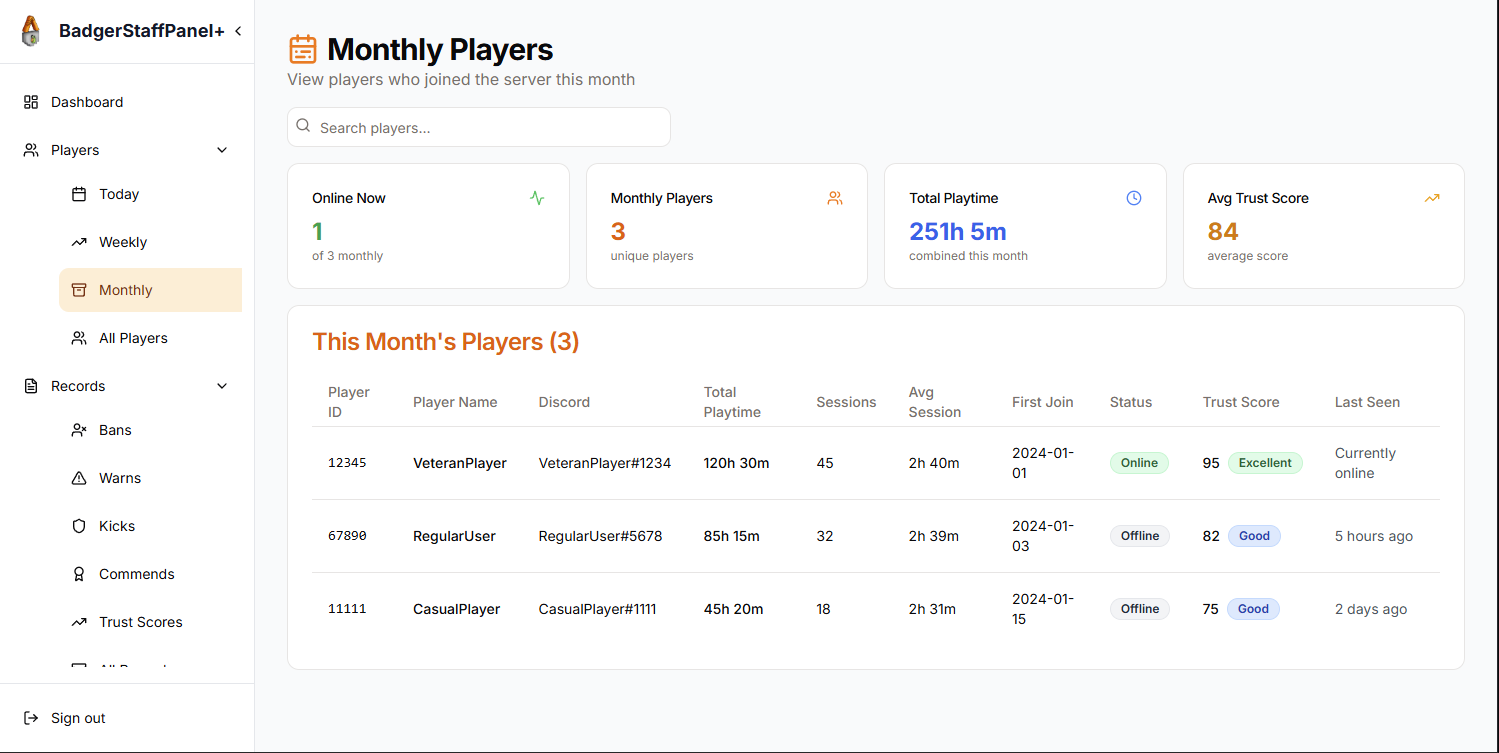 BadgerStaffPanel+
Dashboard
Players
Today
Weekly
Monthly
All Players
Records
Bans
Warns
Kicks
Commends
Trust Scores
Sign out
Monthly Players
View players who joined the server this month
Search players...
Online Now
1
of 3 monthly
Monthly Players
3
unique players
Total Playtime
251h 5m
combined this month
Avg Trust Score
84
average score
This Month's Players (3)
Player ID Player Name Discord Total Playtime Sessions Avg Session First Join Status Trust Score Last Seen
12345 VeteranPlayer VeteranPlayer#1234 120h 30m 45 2h 40m 2024-01-01 Online 95 Excellent Currently online
67890 RegularUser RegularUser#5678 85h 15m 32 2h 39m 2024-01-03 Offline 82 Good 5 hours ago
11111 CasualPlayer CasualPlayer#1111 45h 20m 18 2h 31m 2024-01-15 Offline 75 Good 2 days ago